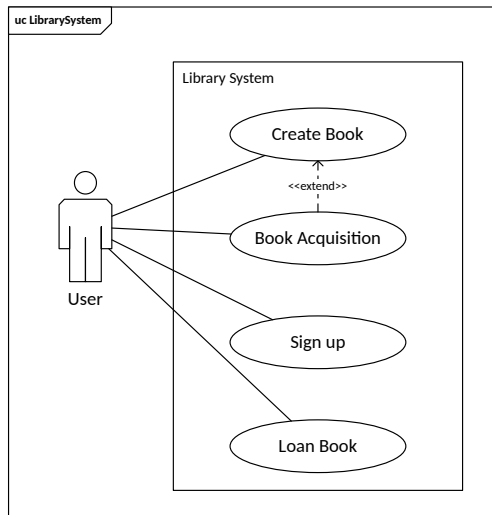 uc LibrarySystem
Library System
Create Book
<<extend>>
Book Acquisition
User
Sign up
Loan Book